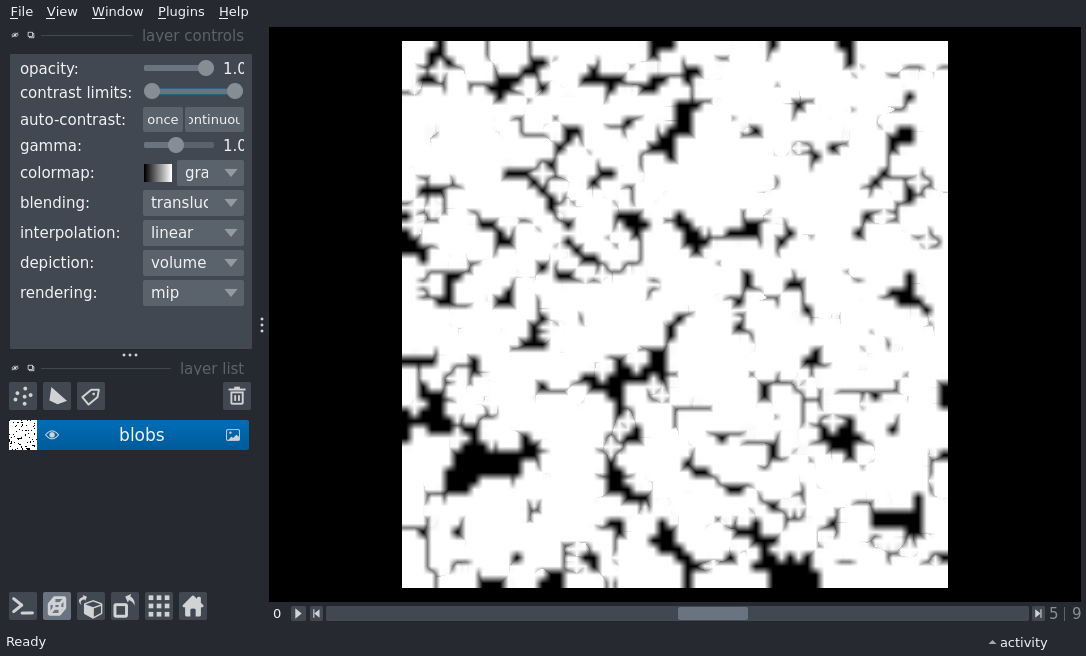 File View Window Plugins Help
layer controls
opacity: 1.0
contrast limits:
auto-contrast: once ontinuou
gamma: 1.0
colormap: gra
blending: transluc
interpolation: linear
depiction: volume
rendering: mip
layer list
blobs
0 5 | 9
Ready activity